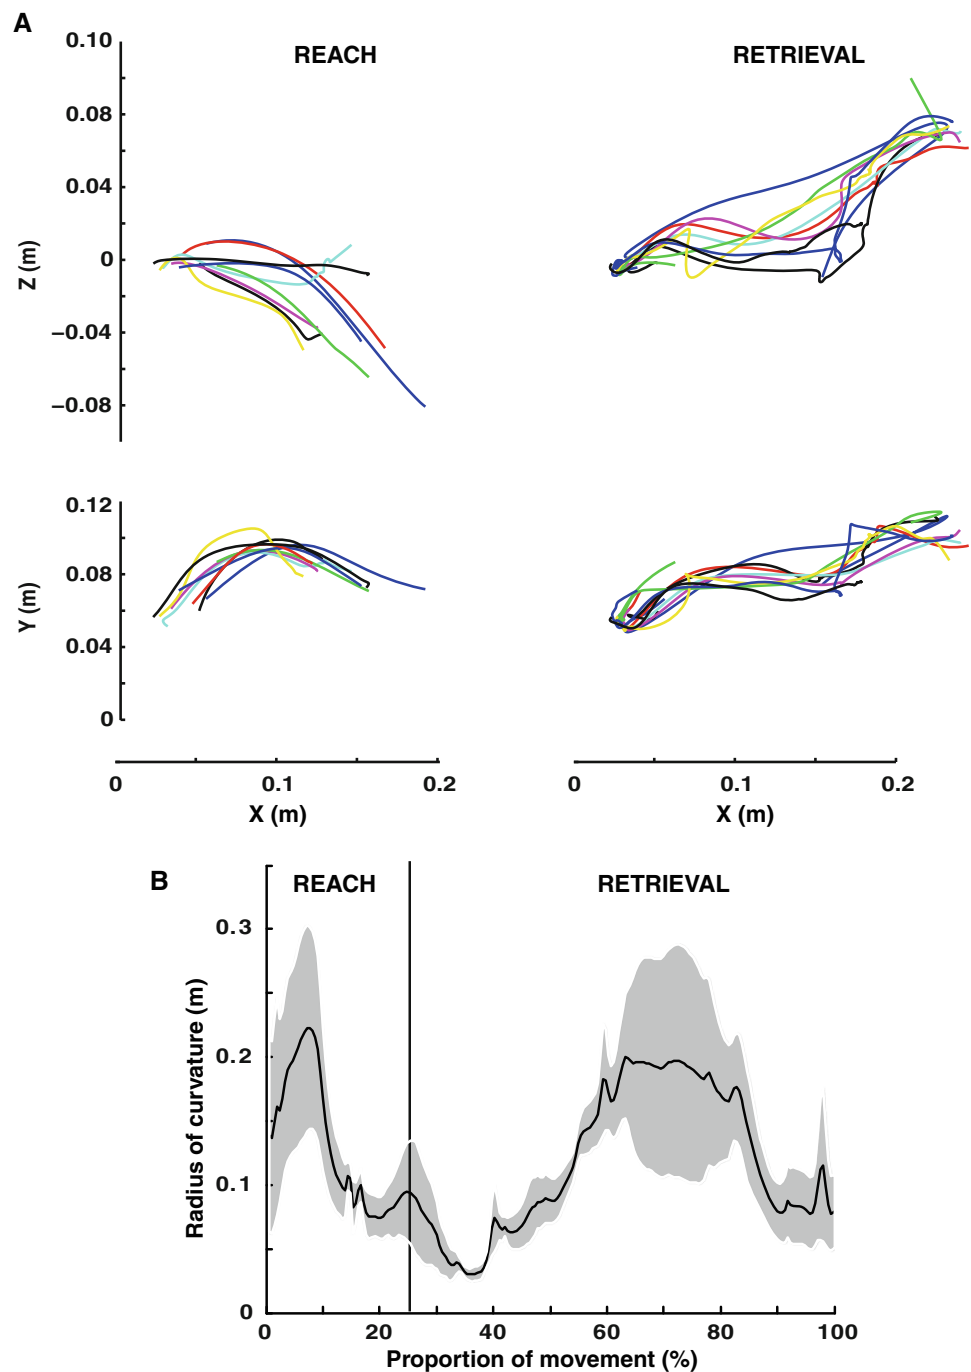 A
REACH
RETRIEVAL
0.10
0.08
0.04
0
−0.04
−0.08
Z (m)
0.12
0.08
0.04
0
Y (m)
0 0.1 0.2
X (m)
0 0.1 0.2
X (m)
B
REACH
RETRIEVAL
0.3
0.2
0.1
0
Radius of curvature (m)
0 20 40 60 80 100
Proportion of movement (%)